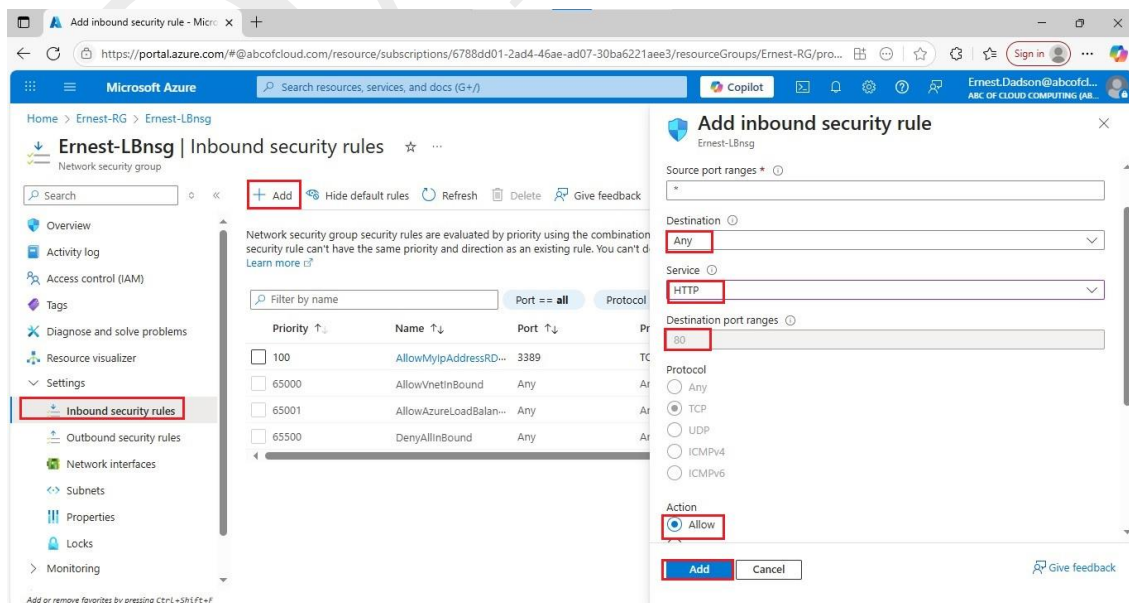 Add inbound security rule - Micro
https://portal.azure.com/#@abcofcloud.com/resource/subscriptions/6788dd01-2ad4-46ae-ad07-30ba6221aee3/resourceGroups/Ernest-RG/pro...
Sign in
Microsoft Azure
Search resources, services, and docs (G+/)
Copilot
Ernest.Dadson@abcofcl...
ABC OF CLOUD COMPUTING (AB...
Home > Ernest-RG > Ernest-LBnsg
Ernest-LBnsg | Inbound security rules
Network security group
Search
Overview
Activity log
Access control (IAM)
Tags
Diagnose and solve problems
Resource visualizer
Settings
Inbound security rules
Outbound security rules
Network interfaces
Subnets
Properties
Locks
Monitoring
Add or remove favorites by pressing Ctrl+Shift+F
+ Add Hide default rules Refresh Delete Give feedback
Network security group security rules are evaluated by priority using the combination
security rule can't have the same priority and direction as an existing rule. You can't d
Learn more
Filter by name
Port == all
Protocol
Priority ↑↓ Name ↑↓ Port ↑↓ Pr
100 AllowMyIpAddressRD... 3389 TC
65000 AllowVnetInBound Any Ar
65001 AllowAzureLoadBalan... Any Ar
65500 DenyAllInBound Any Ar
Add inbound security rule
Ernest-LBnsg
Source port ranges *
*
Destination
Any
Service
HTTP
Destination port ranges
80
Protocol
Any
TCP
UDP
ICMPv4
ICMPv6
Action
Allow
Add
Cancel
Give feedback